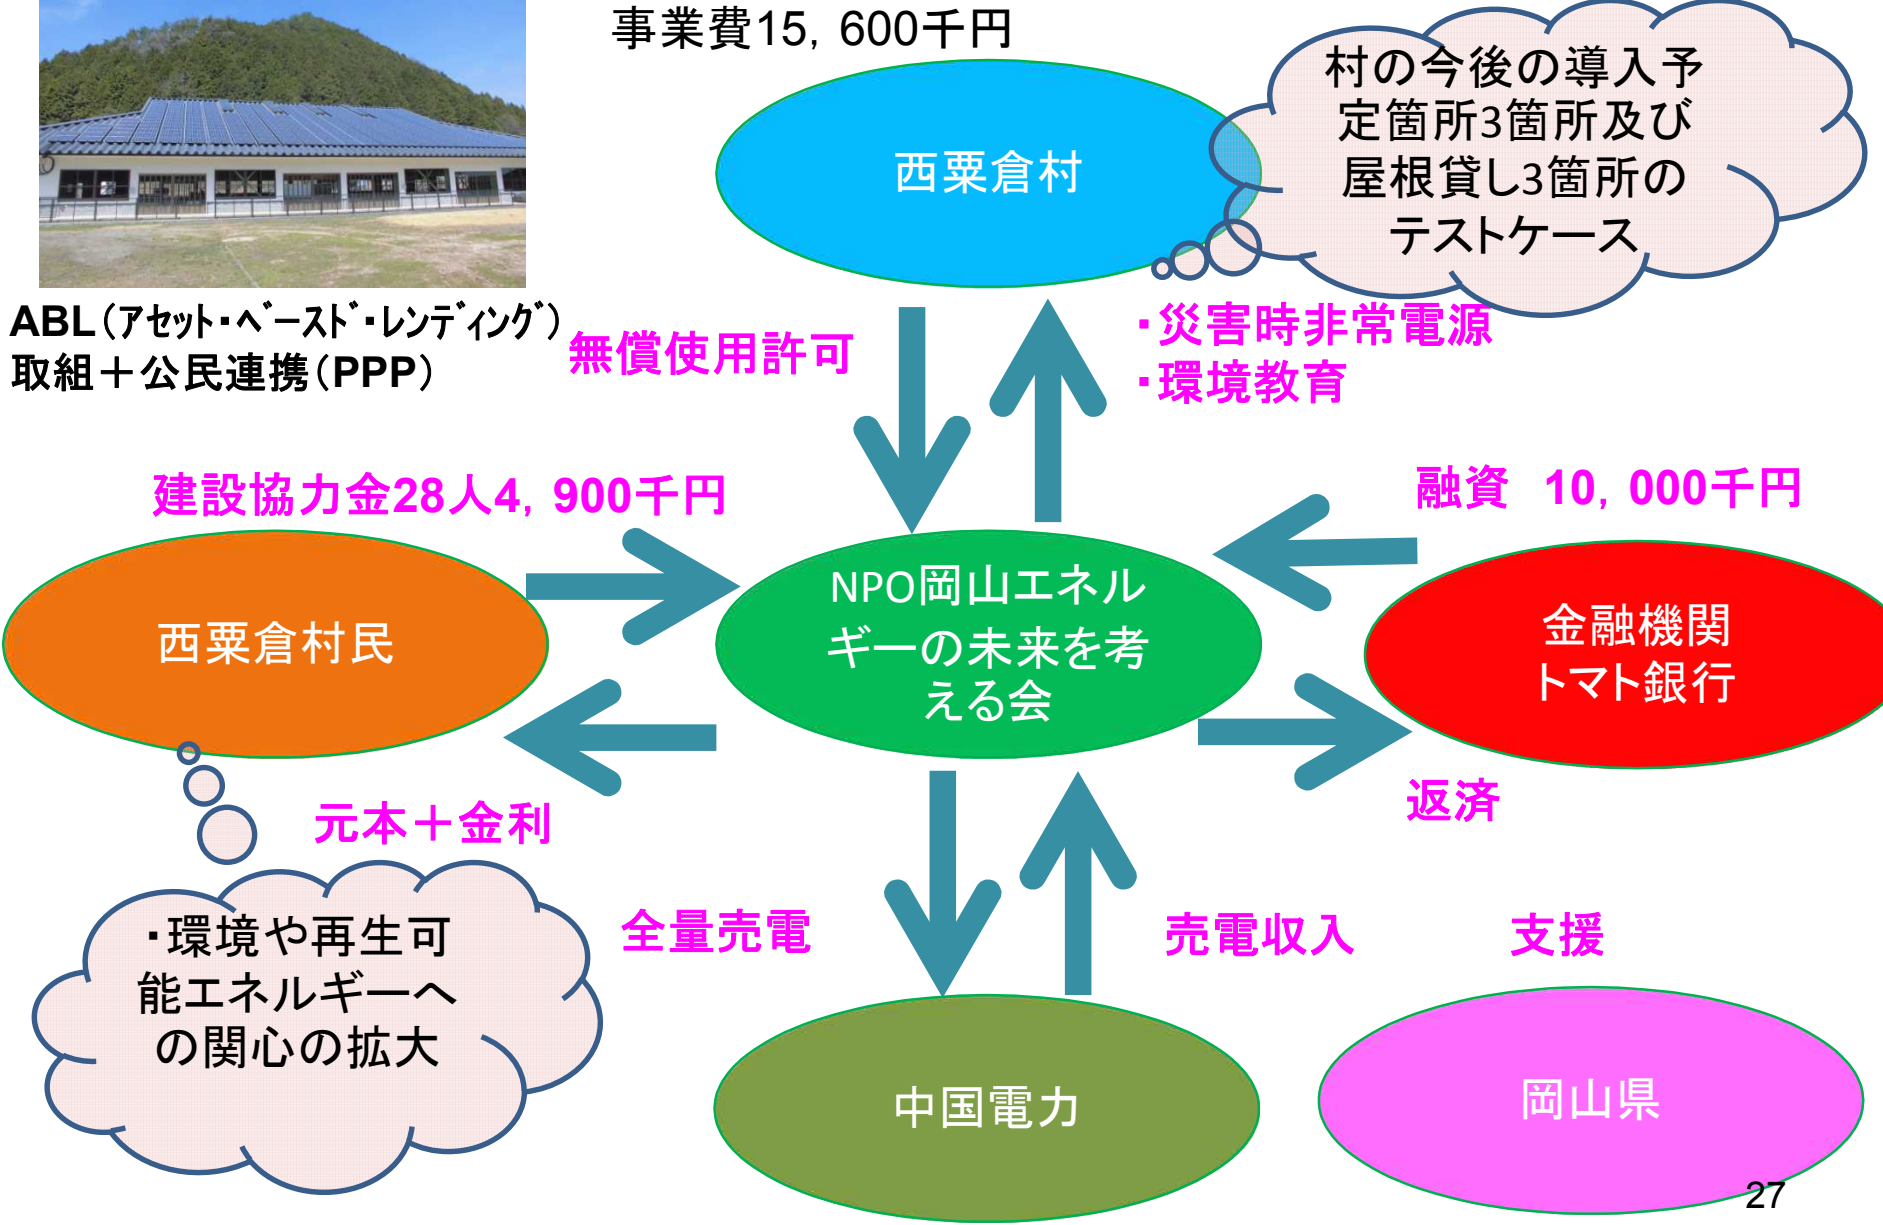 事業費15，600千円
村の今後の導入予
定箇所3箇所及び
屋根貸し3箇所の
テストケース
西粟倉村
ABL（アセット・ベースド・レンディング）
取組＋公民連携（PPP）
無償使用許可
・災害時非常電源
・環境教育
建設協力金28人4，900千円
融資　10，000千円
西粟倉村民
NPO岡山エネル
ギーの未来を考
える会
金融機関
トマト銀行
元本＋金利
返済
・環境や再生可
能エネルギーへ
の関心の拡大
全量売電
売電収入
支援
中国電力
岡山県
27